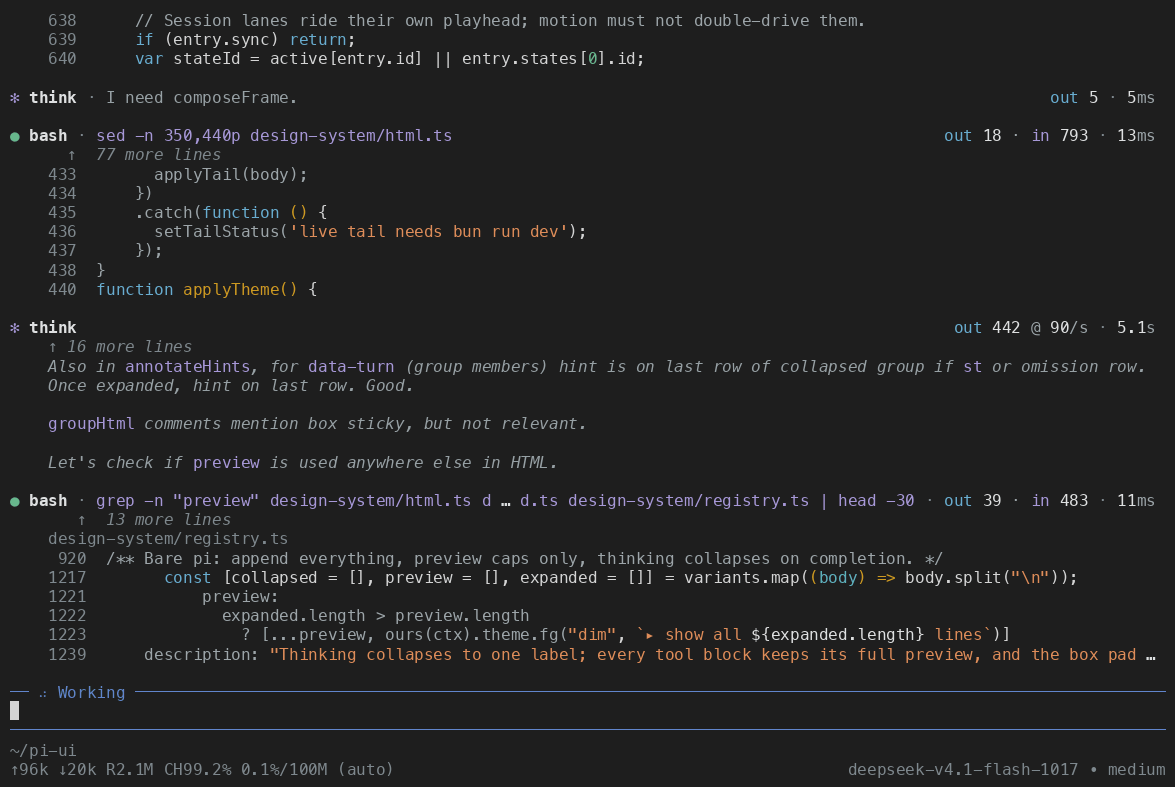 638      // Session lanes ride their own playhead; motion must not double-drive them.
639      if (entry.sync) return;
640      var stateId = active[entry.id] || entry.states[0].id;
✻ think · I need composeFrame. out 5 · 5ms
● bash · sed -n 350,440p design-system/html.ts out 18 · in 793 · 13ms
↑  77 more lines
433        applyTail(body);
434      })
435      .catch(function () {
436        setTailStatus('live tail needs bun run dev');
437      });
438  }
440  function applyTheme() {
✻ think out 442 @ 90/s · 5.1s
↑ 16 more lines
Also in annotateHints, for data-turn (group members) hint is on last row of collapsed group if st or omission row.
Once expanded, hint on last row. Good.
groupHtml comments mention box sticky, but not relevant.
Let's check if preview is used anywhere else in HTML.
● bash · grep -n "preview" design-system/html.ts d … d.ts design-system/registry.ts | head -30 · out 39 · in 483 · 11ms
↑  13 more lines
design-system/registry.ts
920  /** Bare pi: append everything, preview caps only, thinking collapses on completion. */
1217        const [collapsed = [], preview = [], expanded = []] = variants.map((body) => body.split("\n"));
1221            preview:
1222              expanded.length > preview.length
1223                ? [...preview, ours(ctx).theme.fg("dim", `▸ show all ${expanded.length} lines`)]
1239      description: "Thinking collapses to one label; every tool block keeps its full preview, and the box pad …
Working
~/pi-ui
↑96k ↓20k R2.1M CH99.2% 0.1%/100M (auto) deepseek-v4.1-flash-1017 • medium